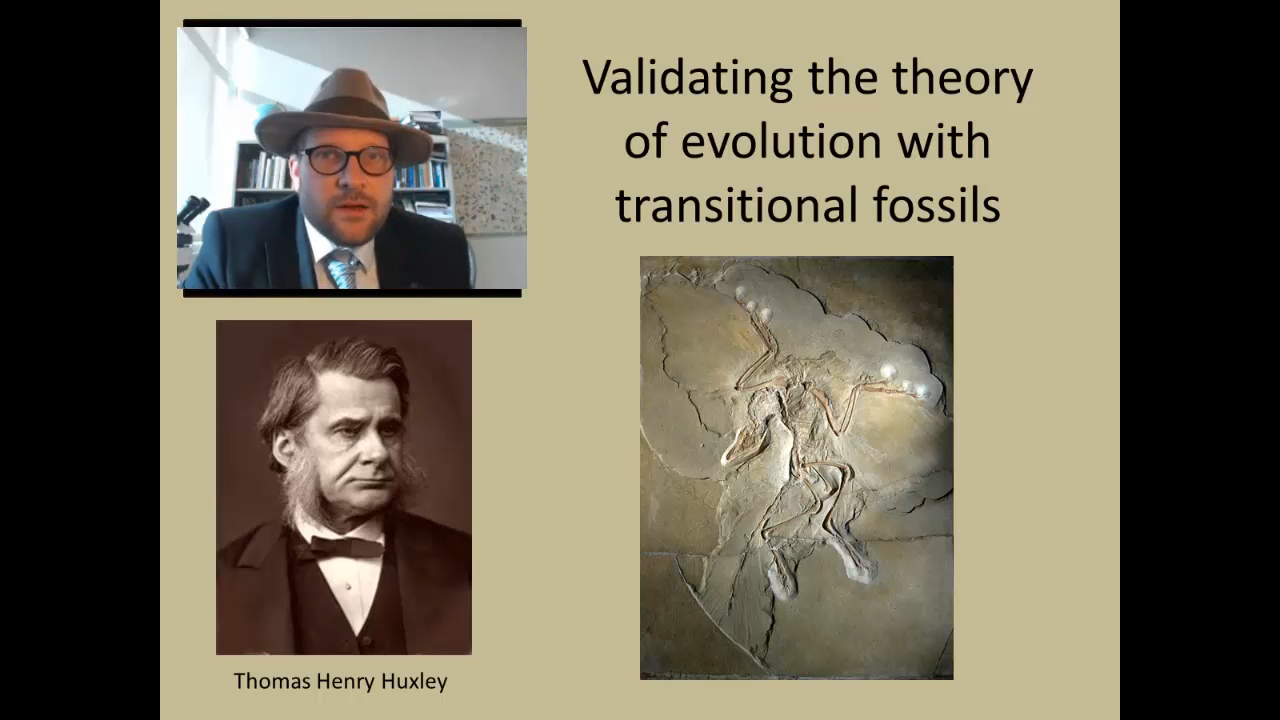 Validating the theory
of evolution with
transitional fossils
Thomas Henry Huxley